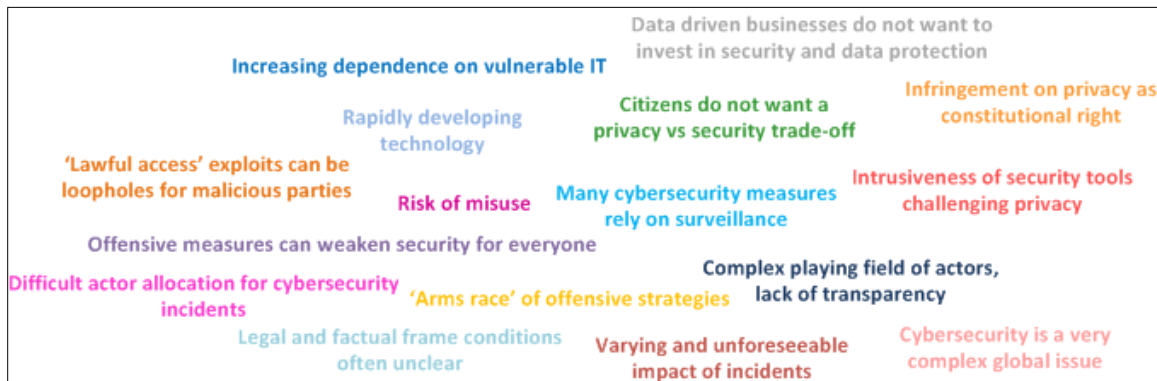 Data driven businesses do not want to
invest in security and data protection
Increasing dependence on vulnerable IT
Infringement on privacy as
constitutional right
Citizens do not want a
privacy vs security trade-off
Rapidly developing
technology
‘Lawful access’ exploits can be
loopholes for malicious parties
Risk of misuse
Many cybersecurity measures
rely on surveillance
Intrusiveness of security tools
challenging privacy
Offensive measures can weaken security for everyone
Difficult actor allocation for cybersecurity
incidents
‘Arms race’ of offensive strategies
Complex playing field of actors,
lack of transparency
Legal and factual frame conditions
often unclear
Varying and unforeseeable
impact of incidents
Cybersecurity is a very
complex global issue